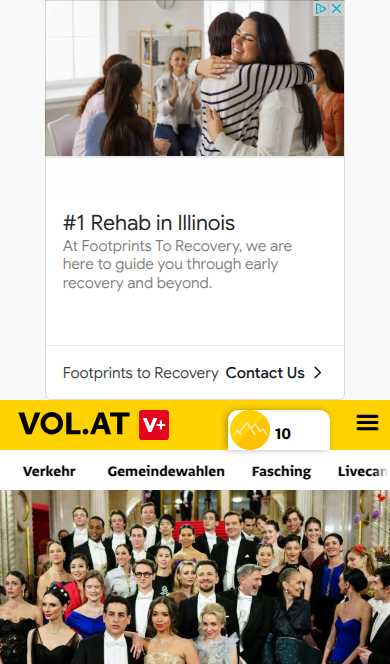 #1 Rehab in Illinois
At Footprints To Recovery, we are
here to guide you through early
recovery and beyond.
Footprints to Recovery Contact Us
VOL.AT V+ 10
Verkehr Gemeindewahlen Fasching Livecan